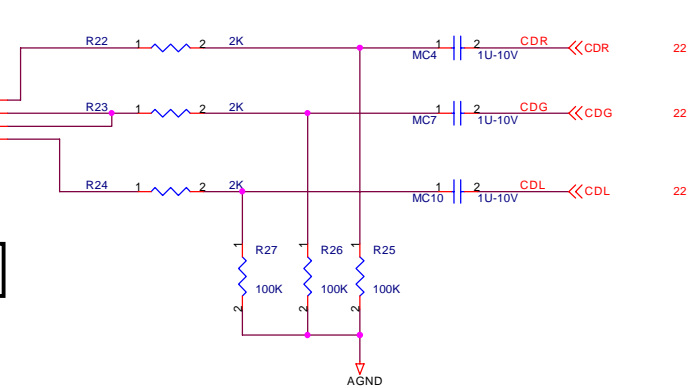 R22 1 2 2K 1 2 CDR CDR 22
MC4 1U-10V
R23 1 2 2K 1 2 CDG CDG 22
MC7 1U-10V
R24 1 2 2K 1 2 CDL CDL 22
MC10 1U-10V
1 R27 1 R26 1 R25
100K 100K 100K
2 2 2
AGND